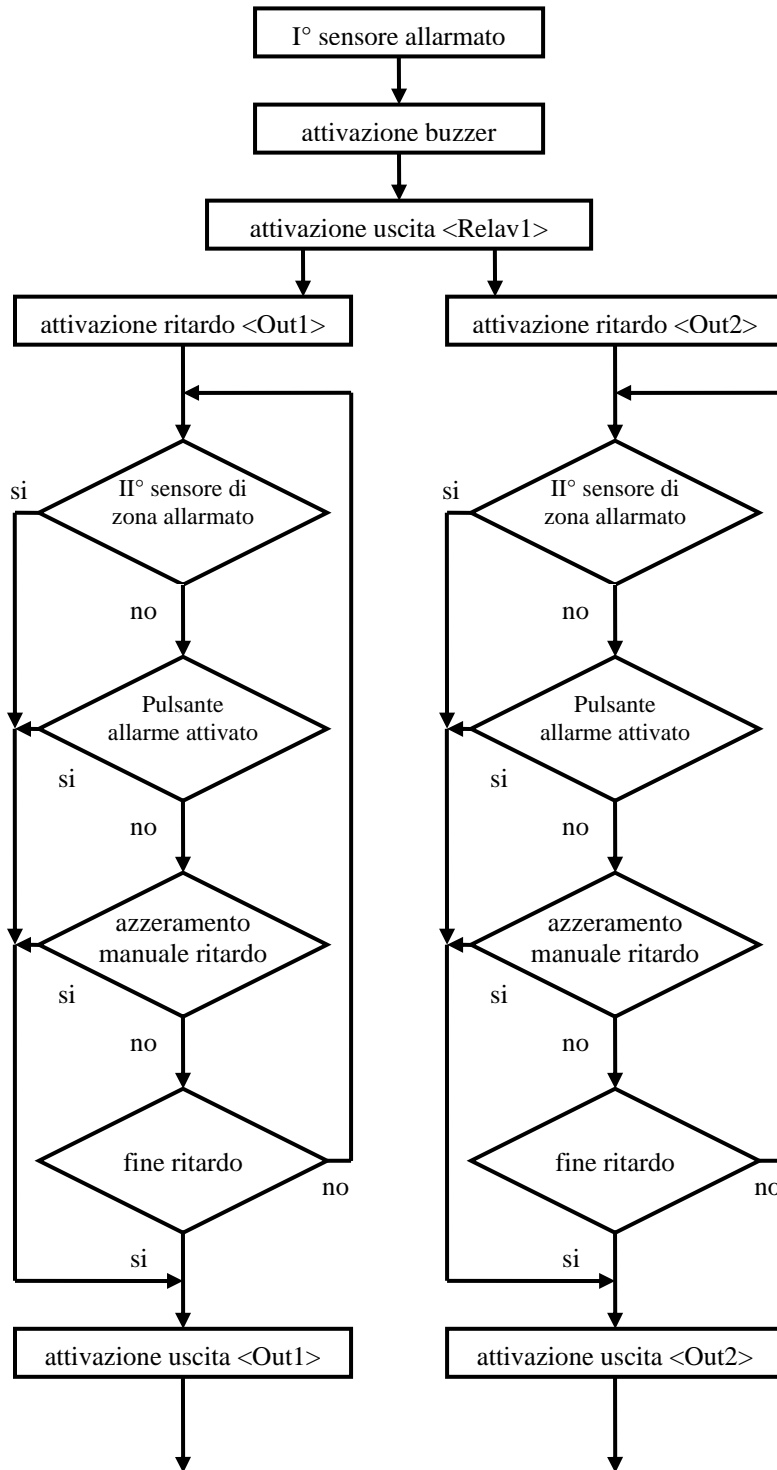 I° sensore allarmato
attivazione buzzer
attivazione uscita <Relav1>
attivazione ritardo <Out1>
attivazione ritardo <Out2>
si
II° sensore di
zona allarmato
no
Pulsante
allarme attivato
si
no
azzeramento
manuale ritardo
si
no
fine ritardo
no
si
attivazione uscita <Out1>
si
II° sensore di
zona allarmato
no
Pulsante
allarme attivato
si
no
azzeramento
manuale ritardo
si
no
fine ritardo
no
si
attivazione uscita <Out2>